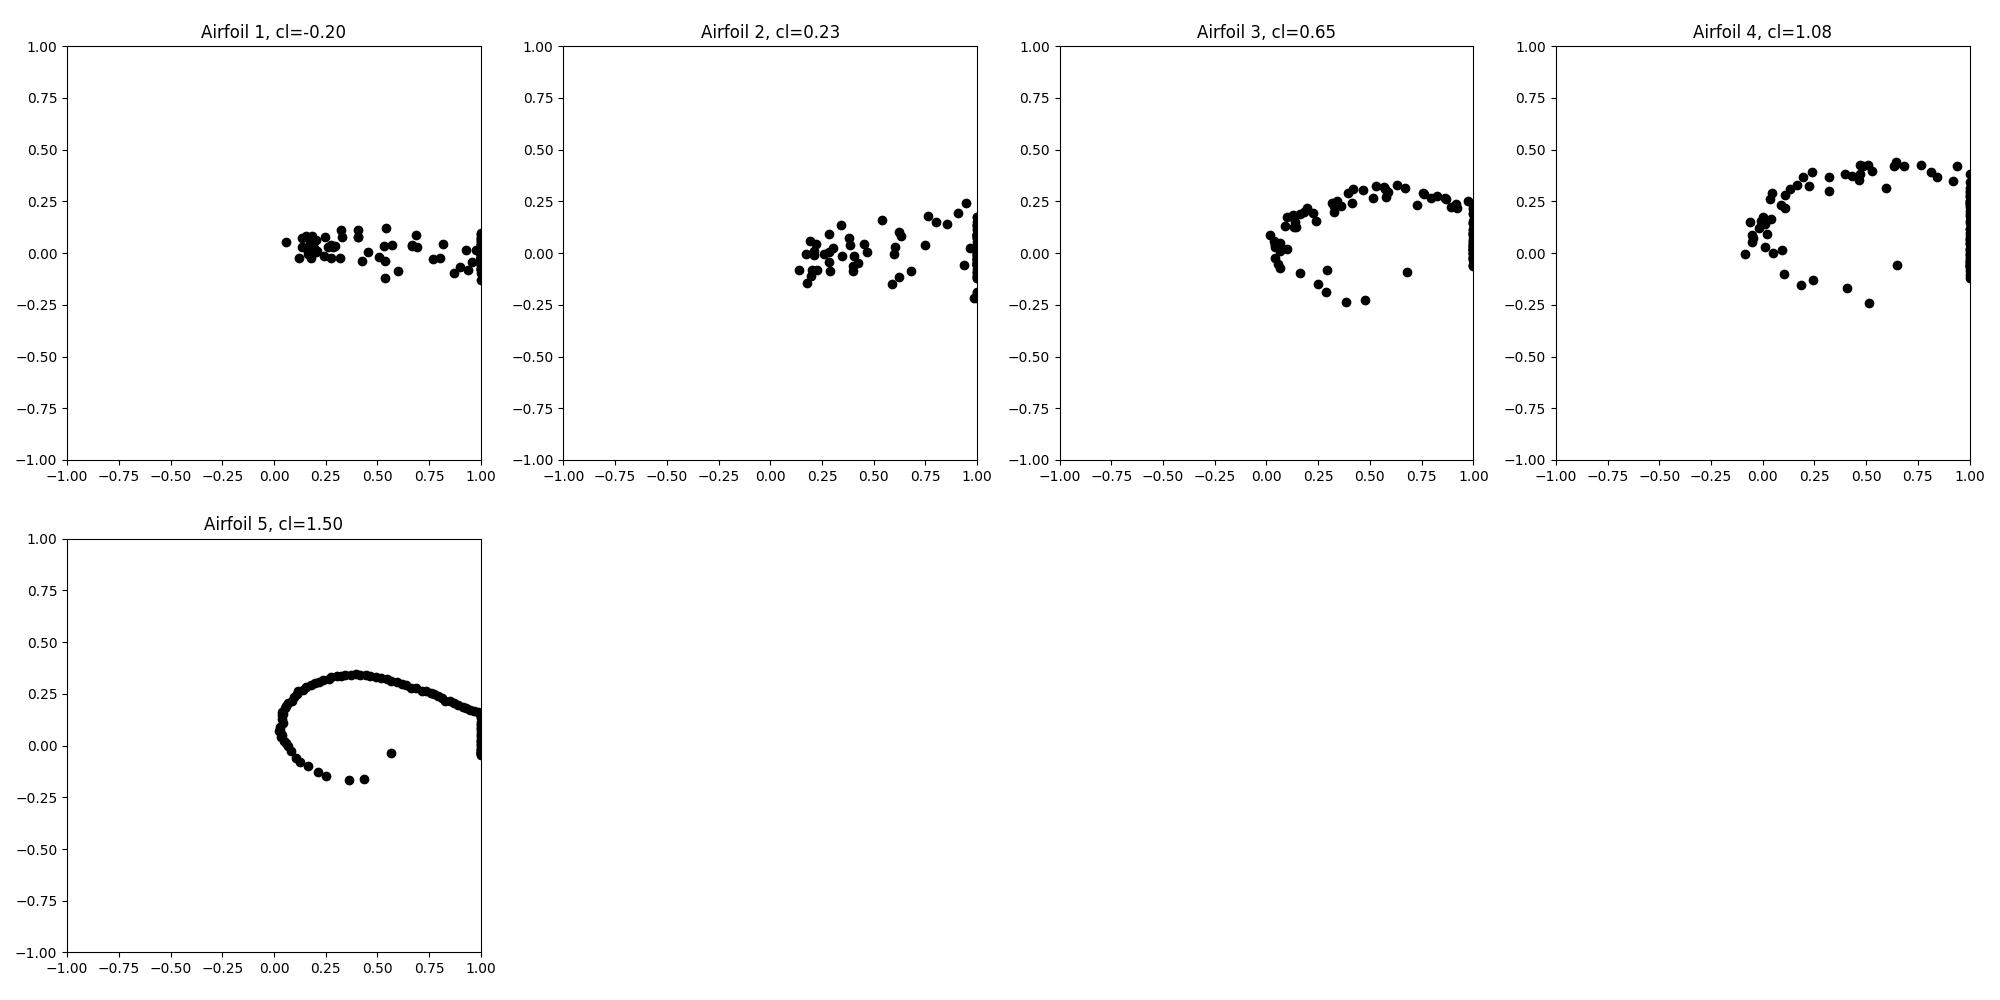 Airfoil 1, cl=-0.20
Airfoil 2, cl=0.23
Airfoil 3, cl=0.65
Airfoil 4, cl=1.08
1.00 1.00 1.00 1.00
0.75 0.75 0.75 0.75
0.50 0.50 0.50 0.50
0.25 0.25 0.25 0.25
0.00 0.00 0.00 0.00
−0.25 −0.25 −0.25 −0.25
−0.50 −0.50 −0.50 −0.50
−0.75 −0.75 −0.75 −0.75
−1.00 −1.00 −1.00 −1.00
−1.00 −0.75 −0.50 −0.25 0.00 0.25 0.50 0.75 1.00
−1.00 −0.75 −0.50 −0.25 0.00 0.25 0.50 0.75 1.00
−1.00 −0.75 −0.50 −0.25 0.00 0.25 0.50 0.75 1.00
−1.00 −0.75 −0.50 −0.25 0.00 0.25 0.50 0.75 1.00
Airfoil 5, cl=1.50
1.00
0.75
0.50
0.25
0.00
−0.25
−0.50
−0.75
−1.00
−1.00 −0.75 −0.50 −0.25 0.00 0.25 0.50 0.75 1.00